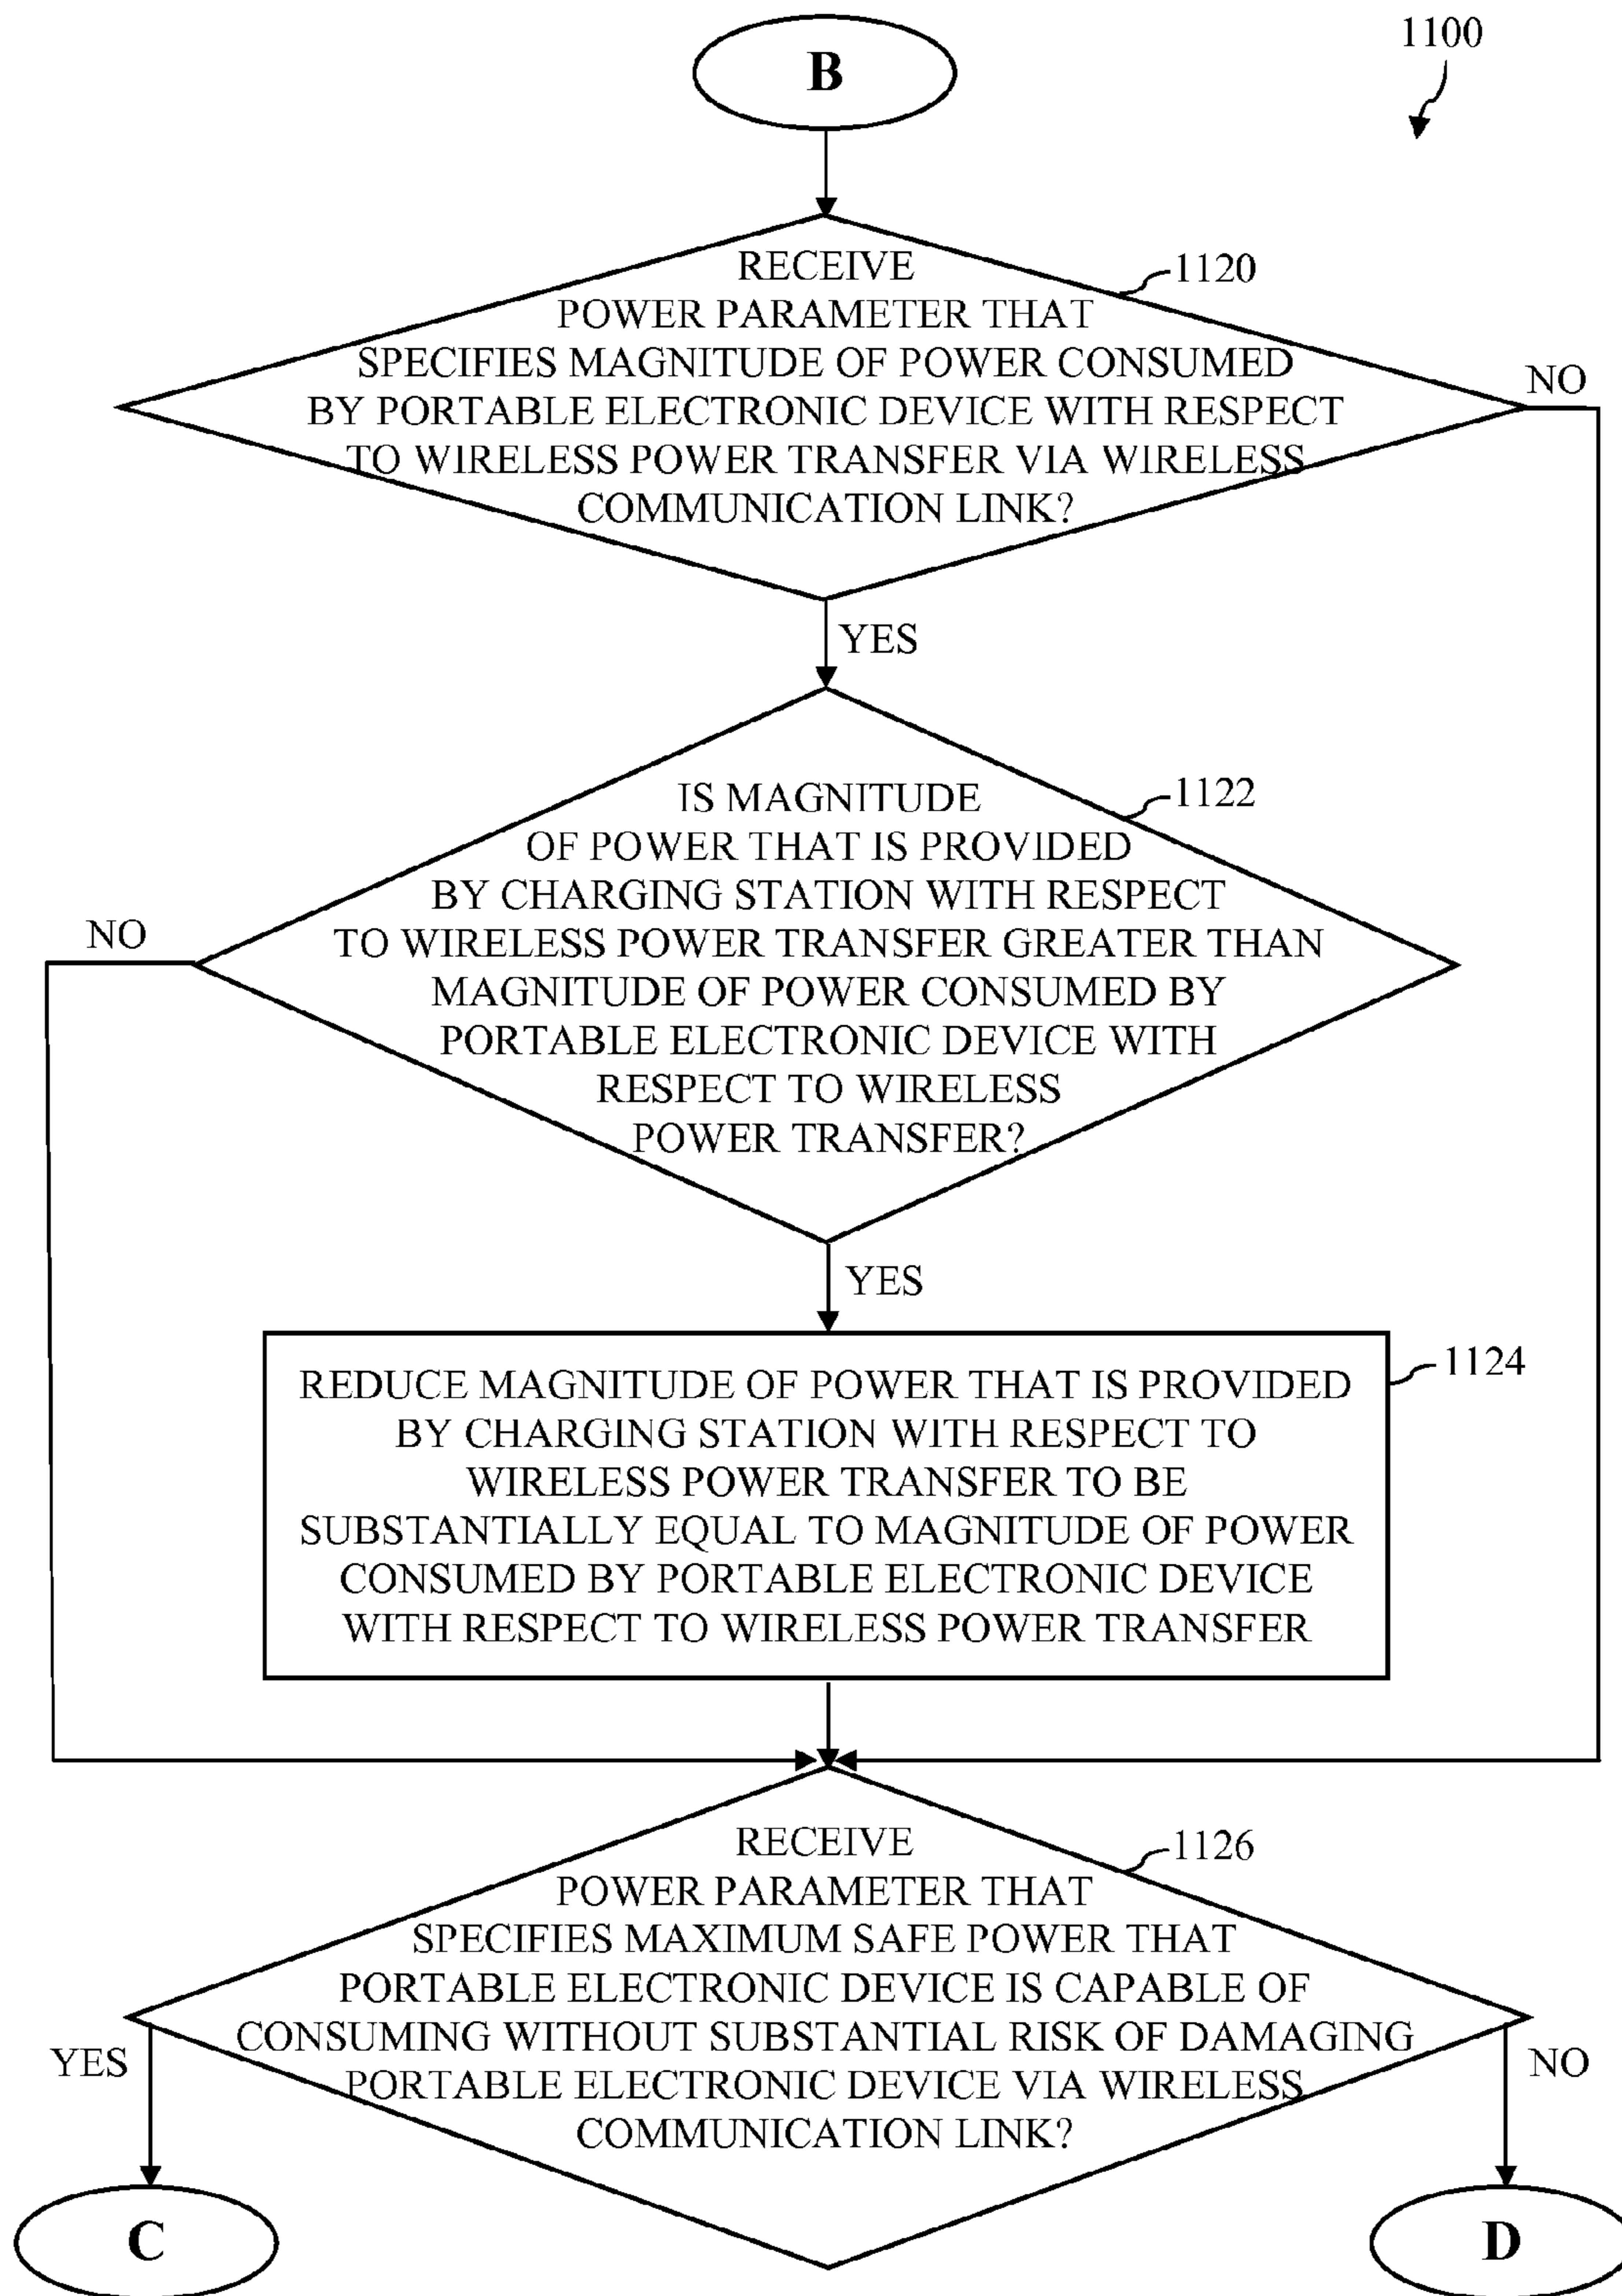 B
1100
RECEIVE
POWER PARAMETER THAT
SPECIFIES MAGNITUDE OF POWER CONSUMED
BY PORTABLE ELECTRONIC DEVICE WITH RESPECT
TO WIRELESS POWER TRANSFER VIA WIRELESS
COMMUNICATION LINK?
1120
NO
YES
IS MAGNITUDE
OF POWER THAT IS PROVIDED
BY CHARGING STATION WITH RESPECT
TO WIRELESS POWER TRANSFER GREATER THAN
MAGNITUDE OF POWER CONSUMED BY
PORTABLE ELECTRONIC DEVICE WITH
RESPECT TO WIRELESS
POWER TRANSFER?
1122
NO
YES
REDUCE MAGNITUDE OF POWER THAT IS PROVIDED
BY CHARGING STATION WITH RESPECT TO
WIRELESS POWER TRANSFER TO BE
SUBSTANTIALLY EQUAL TO MAGNITUDE OF POWER
CONSUMED BY PORTABLE ELECTRONIC DEVICE
WITH RESPECT TO WIRELESS POWER TRANSFER
1124
RECEIVE
POWER PARAMETER THAT
SPECIFIES MAXIMUM SAFE POWER THAT
PORTABLE ELECTRONIC DEVICE IS CAPABLE OF
CONSUMING WITHOUT SUBSTANTIAL RISK OF DAMAGING
PORTABLE ELECTRONIC DEVICE VIA WIRELESS
COMMUNICATION LINK?
1126
YES
NO
C
D